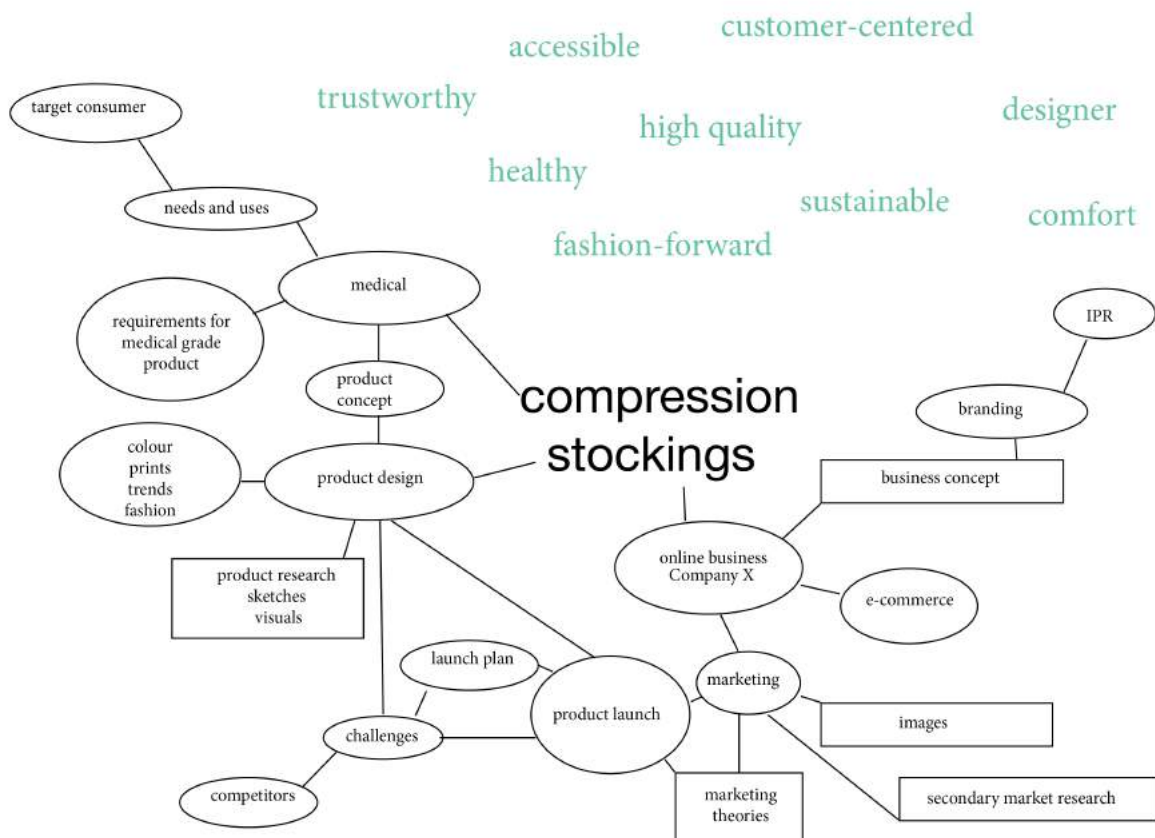 customer-centered
accessible
trustworthy
designer
high quality
healthy
sustainable
comfort
fashion-forward
target consumer
needs and uses
medical
requirements for
medical grade
product
product
concept
compression
stockings
IPR
branding
business concept
colour
prints
trends
fashion
product design
product research
sketches
visuals
online business
Company X
e-commerce
launch plan
product launch
marketing
challenges
images
competitors
marketing
theories
secondary market research